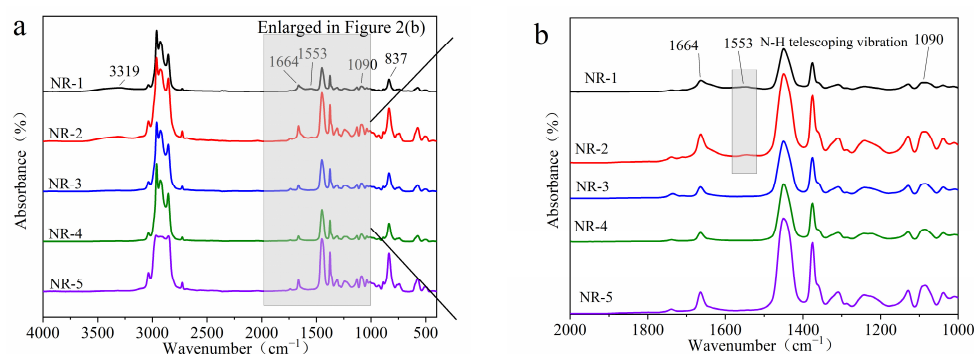 a
Enlarged in Figure 2(b)
3319
1664
1553
1090
837
NR-1
NR-2
NR-3
NR-4
NR-5
Absorbance（%）
4000 3500 3000 2500 2000 1500 1000 500
Wavenumber（cm−1）
b
1664
1553
N-H telescoping vibration
1090
NR-1
NR-2
NR-3
NR-4
NR-5
Absorbance（%）
2000 1800 1600 1400 1200 1000
Wavenumber（cm−1）